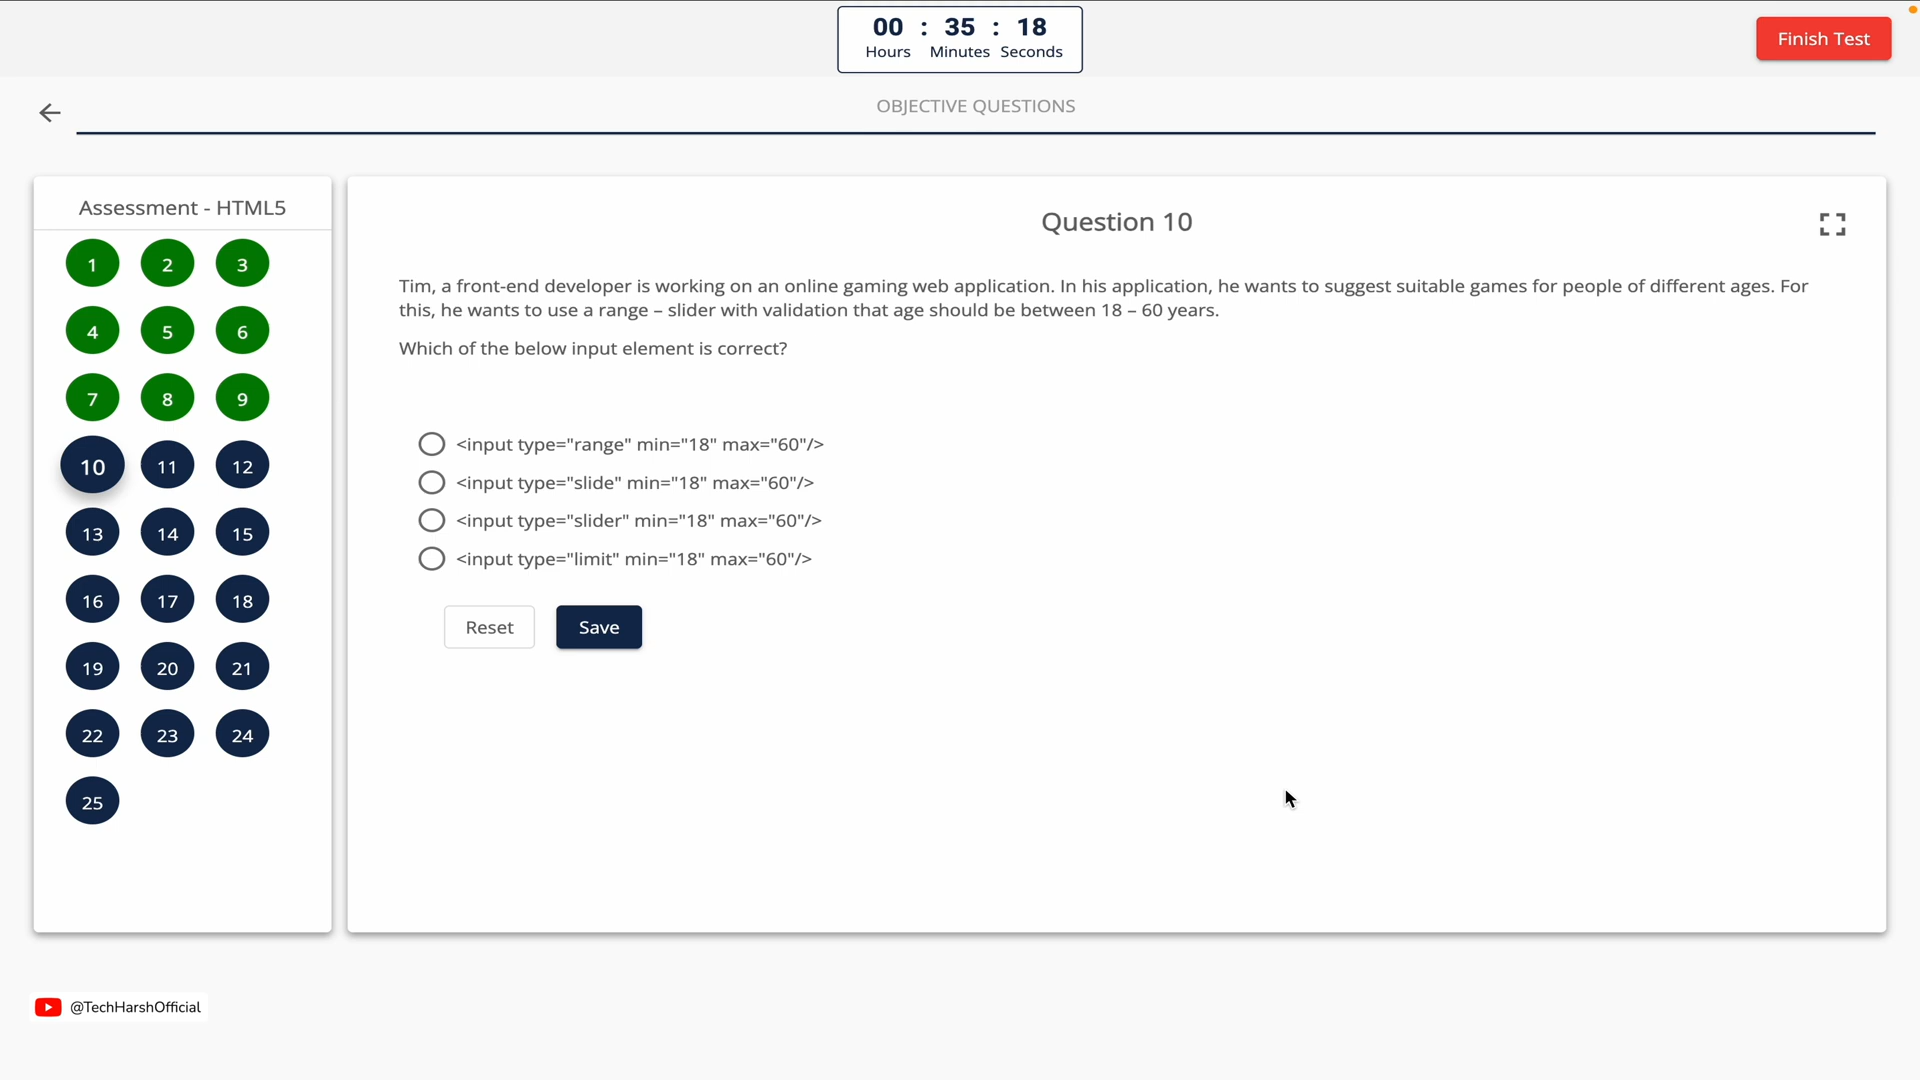 00 : 35 : 18
Hours Minutes Seconds
Finish Test
OBJECTIVE QUESTIONS
Assessment - HTML5
1 2 3
4 5 6
7 8 9
10 11 12
13 14 15
16 17 18
19 20 21
22 23 24
25
Question 10
Tim, a front-end developer is working on an online gaming web application. In his application, he wants to suggest suitable games for people of different ages. For
this, he wants to use a range – slider with validation that age should be between 18 – 60 years.
Which of the below input element is correct?
<input type="range" min="18" max="60"/>
<input type="slide" min="18" max="60"/>
<input type="slider" min="18" max="60"/>
<input type="limit" min="18" max="60"/>
Reset Save
@TechHarshOfficial